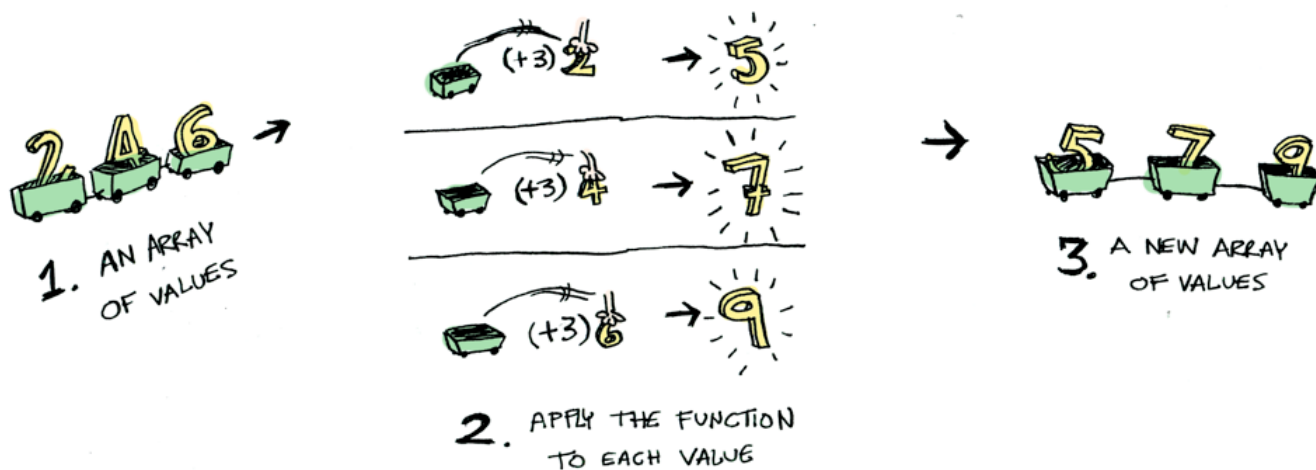 2 4 6
1. AN ARRAY
OF VALUES
(+3) 2 → 5
(+3) 4 → 7
(+3) 6 → 9
2. APPLY THE FUNCTION
TO EACH VALUE
5 7 9
3. A NEW ARRAY
OF VALUES